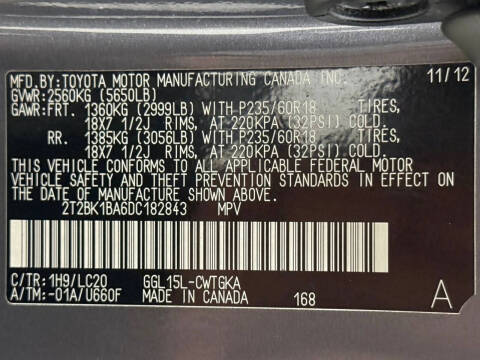 MFD.BY:TOYOTA MOTOR MANUFACTURING CANADA INC. 11/12
GVWR:2560KG (5650LB)
GAWR:FRT. 1360KG (2999LB) WITH P235/60R18 TIRES,
18X7 1/2J RIMS, AT 220KPA (32PSI) COLD.
RR. 1385KG (3056LB) WITH P235/60R18 TIRES,
18X7 1/2J RIMS, AT 220KPA (32PSI) COLD.
THIS VEHICLE CONFORMS TO ALL APPLICABLE FEDERAL MOTOR
VEHICLE SAFETY AND THEFT PREVENTION STANDARDS IN EFFECT ON
THE DATE OF MANUFACTURE SHOWN ABOVE.
2T2BK1BA6DC182843 MPV
C/TR:1H9/LC20 GGL15L-CWTGKA
A/TM:-01A/U660F MADE IN CANADA 168 A